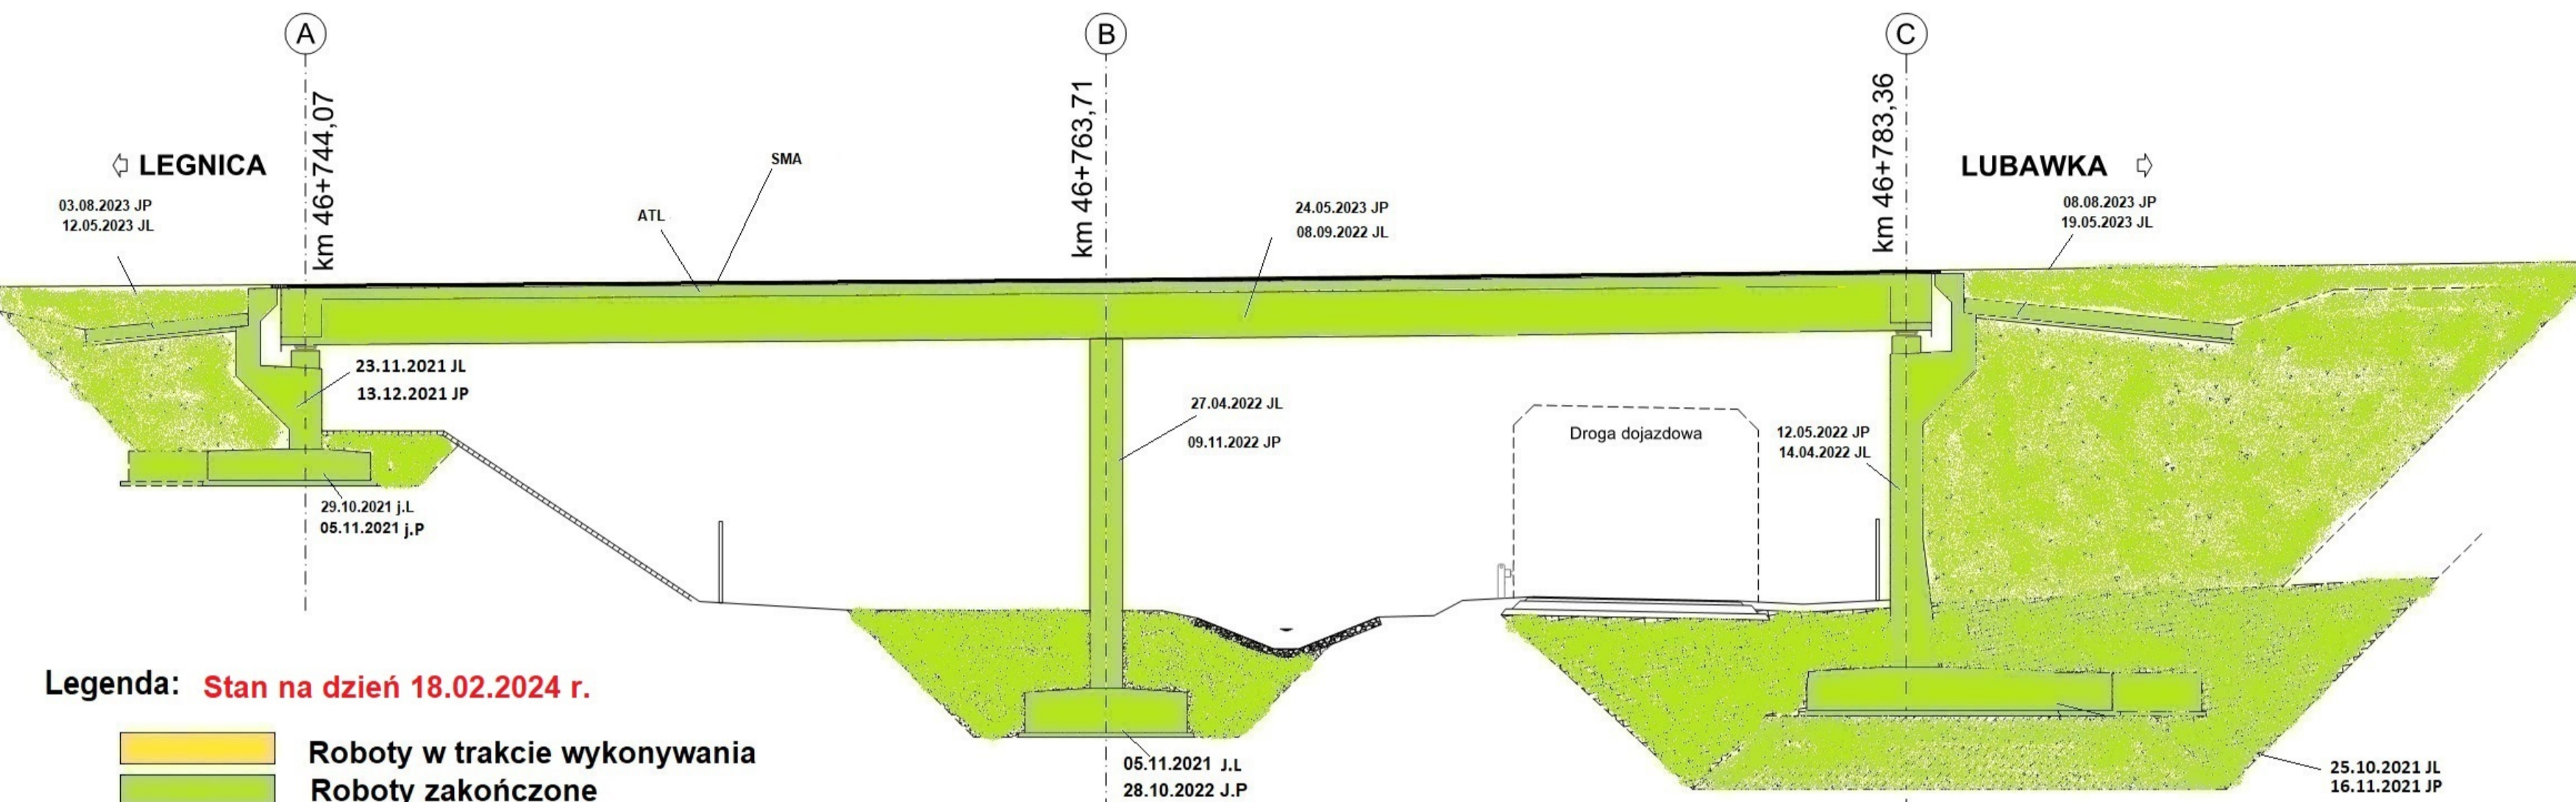 A
B
C
km 46+744,07
km 46+763,71
km 46+783,36
LEGNICA
LUBAWKA
03.08.2023 JP
12.05.2023 JL
SMA
ATL
24.05.2023 JP
08.09.2022 JL
08.08.2023 JP
19.05.2023 JL
23.11.2021 JL
13.12.2021 JP
27.04.2022 JL
09.11.2022 JP
Droga dojazdowa
12.05.2022 JP
14.04.2022 JL
29.10.2021 j.L
05.11.2021 j.P
Legenda: Stan na dzień 18.02.2024 r.
Roboty w trakcie wykonywania
Roboty zakończone
05.11.2021 J.L
28.10.2022 J.P
25.10.2021 JL
16.11.2021 JP